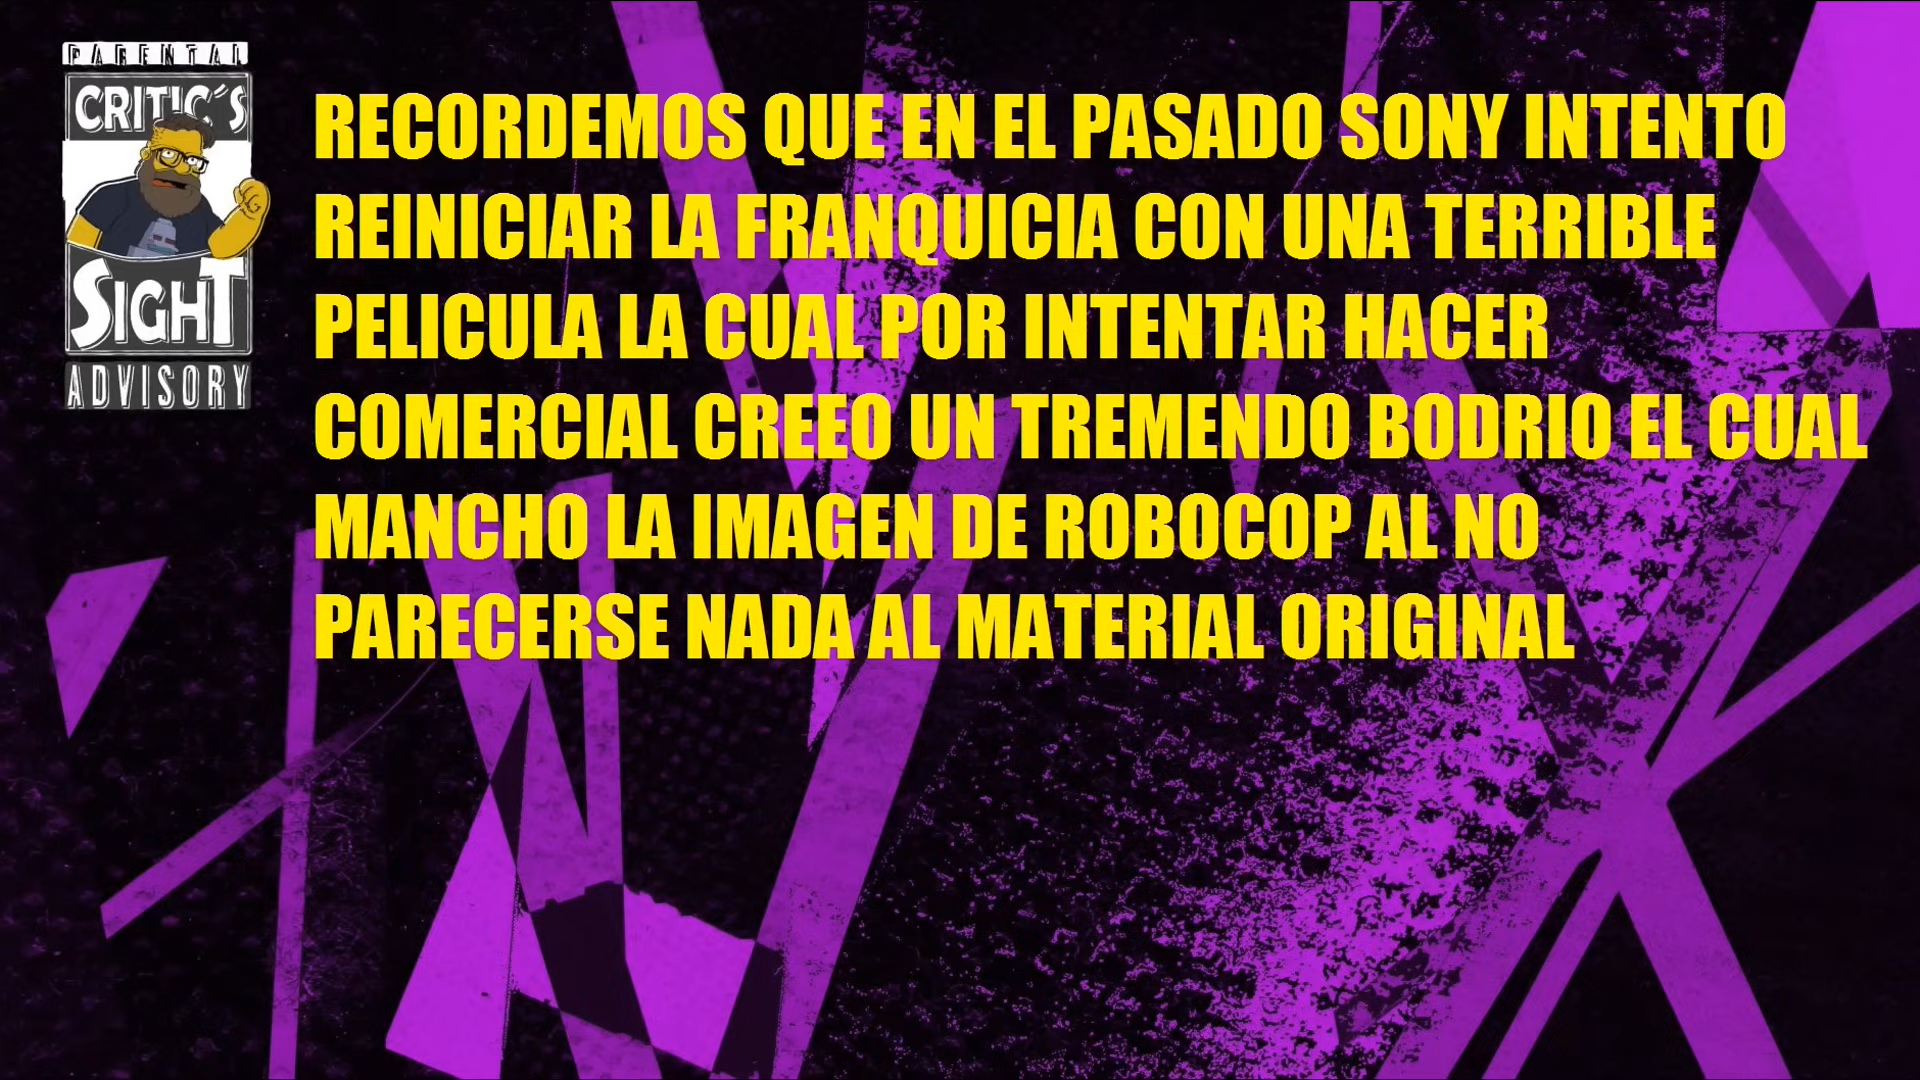 PARENTAL
CRITIC´S
SIGHT
ADVISORY
RECORDEMOS QUE EN EL PASADO SONY INTENTO
REINICIAR LA FRANQUICIA CON UNA TERRIBLE
PELICULA LA CUAL POR INTENTAR HACER
COMERCIAL CREEO UN TREMENDO BODRIO EL CUAL
MANCHO LA IMAGEN DE ROBOCOP AL NO
PARECERSE NADA AL MATERIAL ORIGINAL